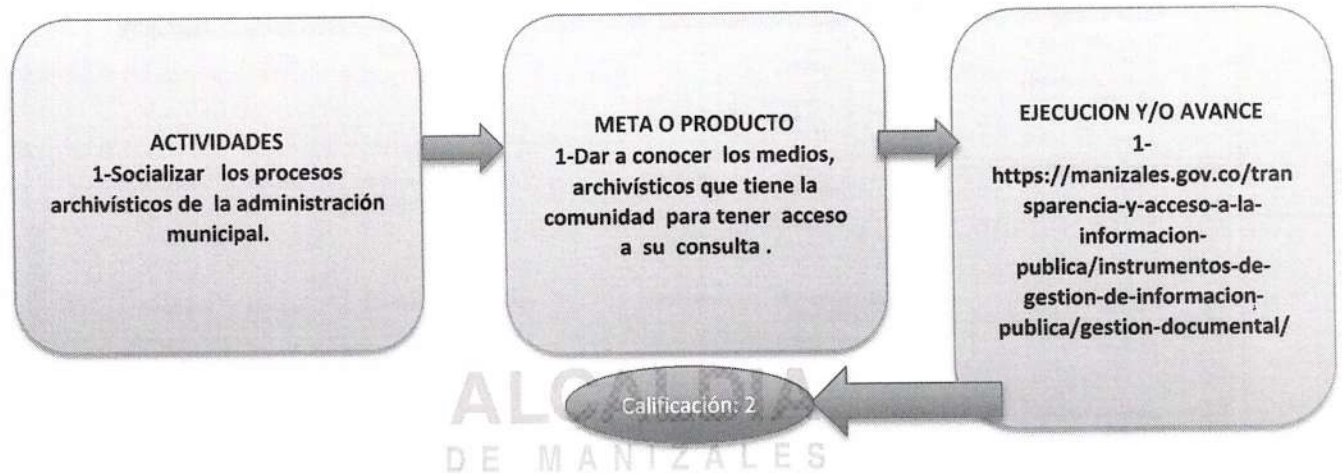 ACTIVIDADES
1-Socializar los procesos
archivísticos de la administración
municipal.
META O PRODUCTO
1-Dar a conocer los medios,
archivísticos que tiene la
comunidad para tener acceso
a su consulta .
EJECUCION Y/O AVANCE
1-
https://manizales.gov.co/tran
sparencia-y-acceso-a-la-
informacion-
publica/instrumentos-de-
gestion-de-informacion-
publica/gestion-documental/
Calificación: 2
ALCALDIA
DE MANIZALES